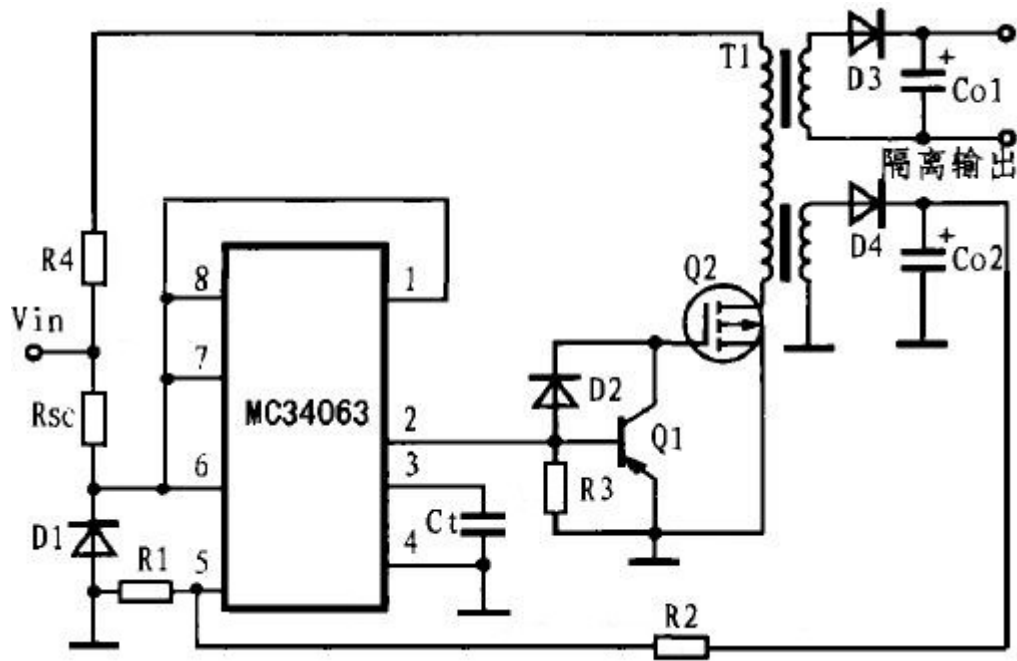 T1
D3
+
Co1
隔离输出
D4
+
Co2
R4
8
1
Q2
Vin
7
Rsc
MC34063
2
D2
Q1
6
3
R3
D1
R1
5
Ct
4
R2